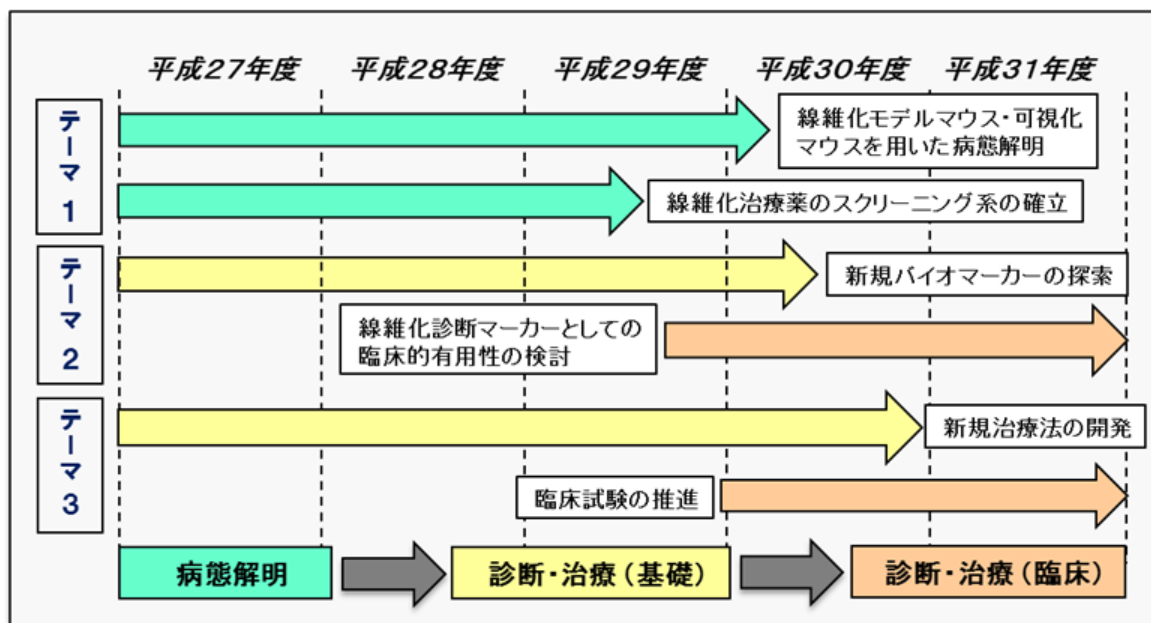 平成27年度 平成28年度 平成29年度 平成30年度 平成31年度
テーマ1
線維化モデルマウス・可視化
マウスを用いた病態解明
線維化治療薬のスクリーニング系の確立
テーマ2
新規バイオマーカーの探索
線維化診断マーカーとしての
臨床的有用性の検討
テーマ3
新規治療法の開発
臨床試験の推進
病態解明 診断・治療(基礎) 診断・治療(臨床)